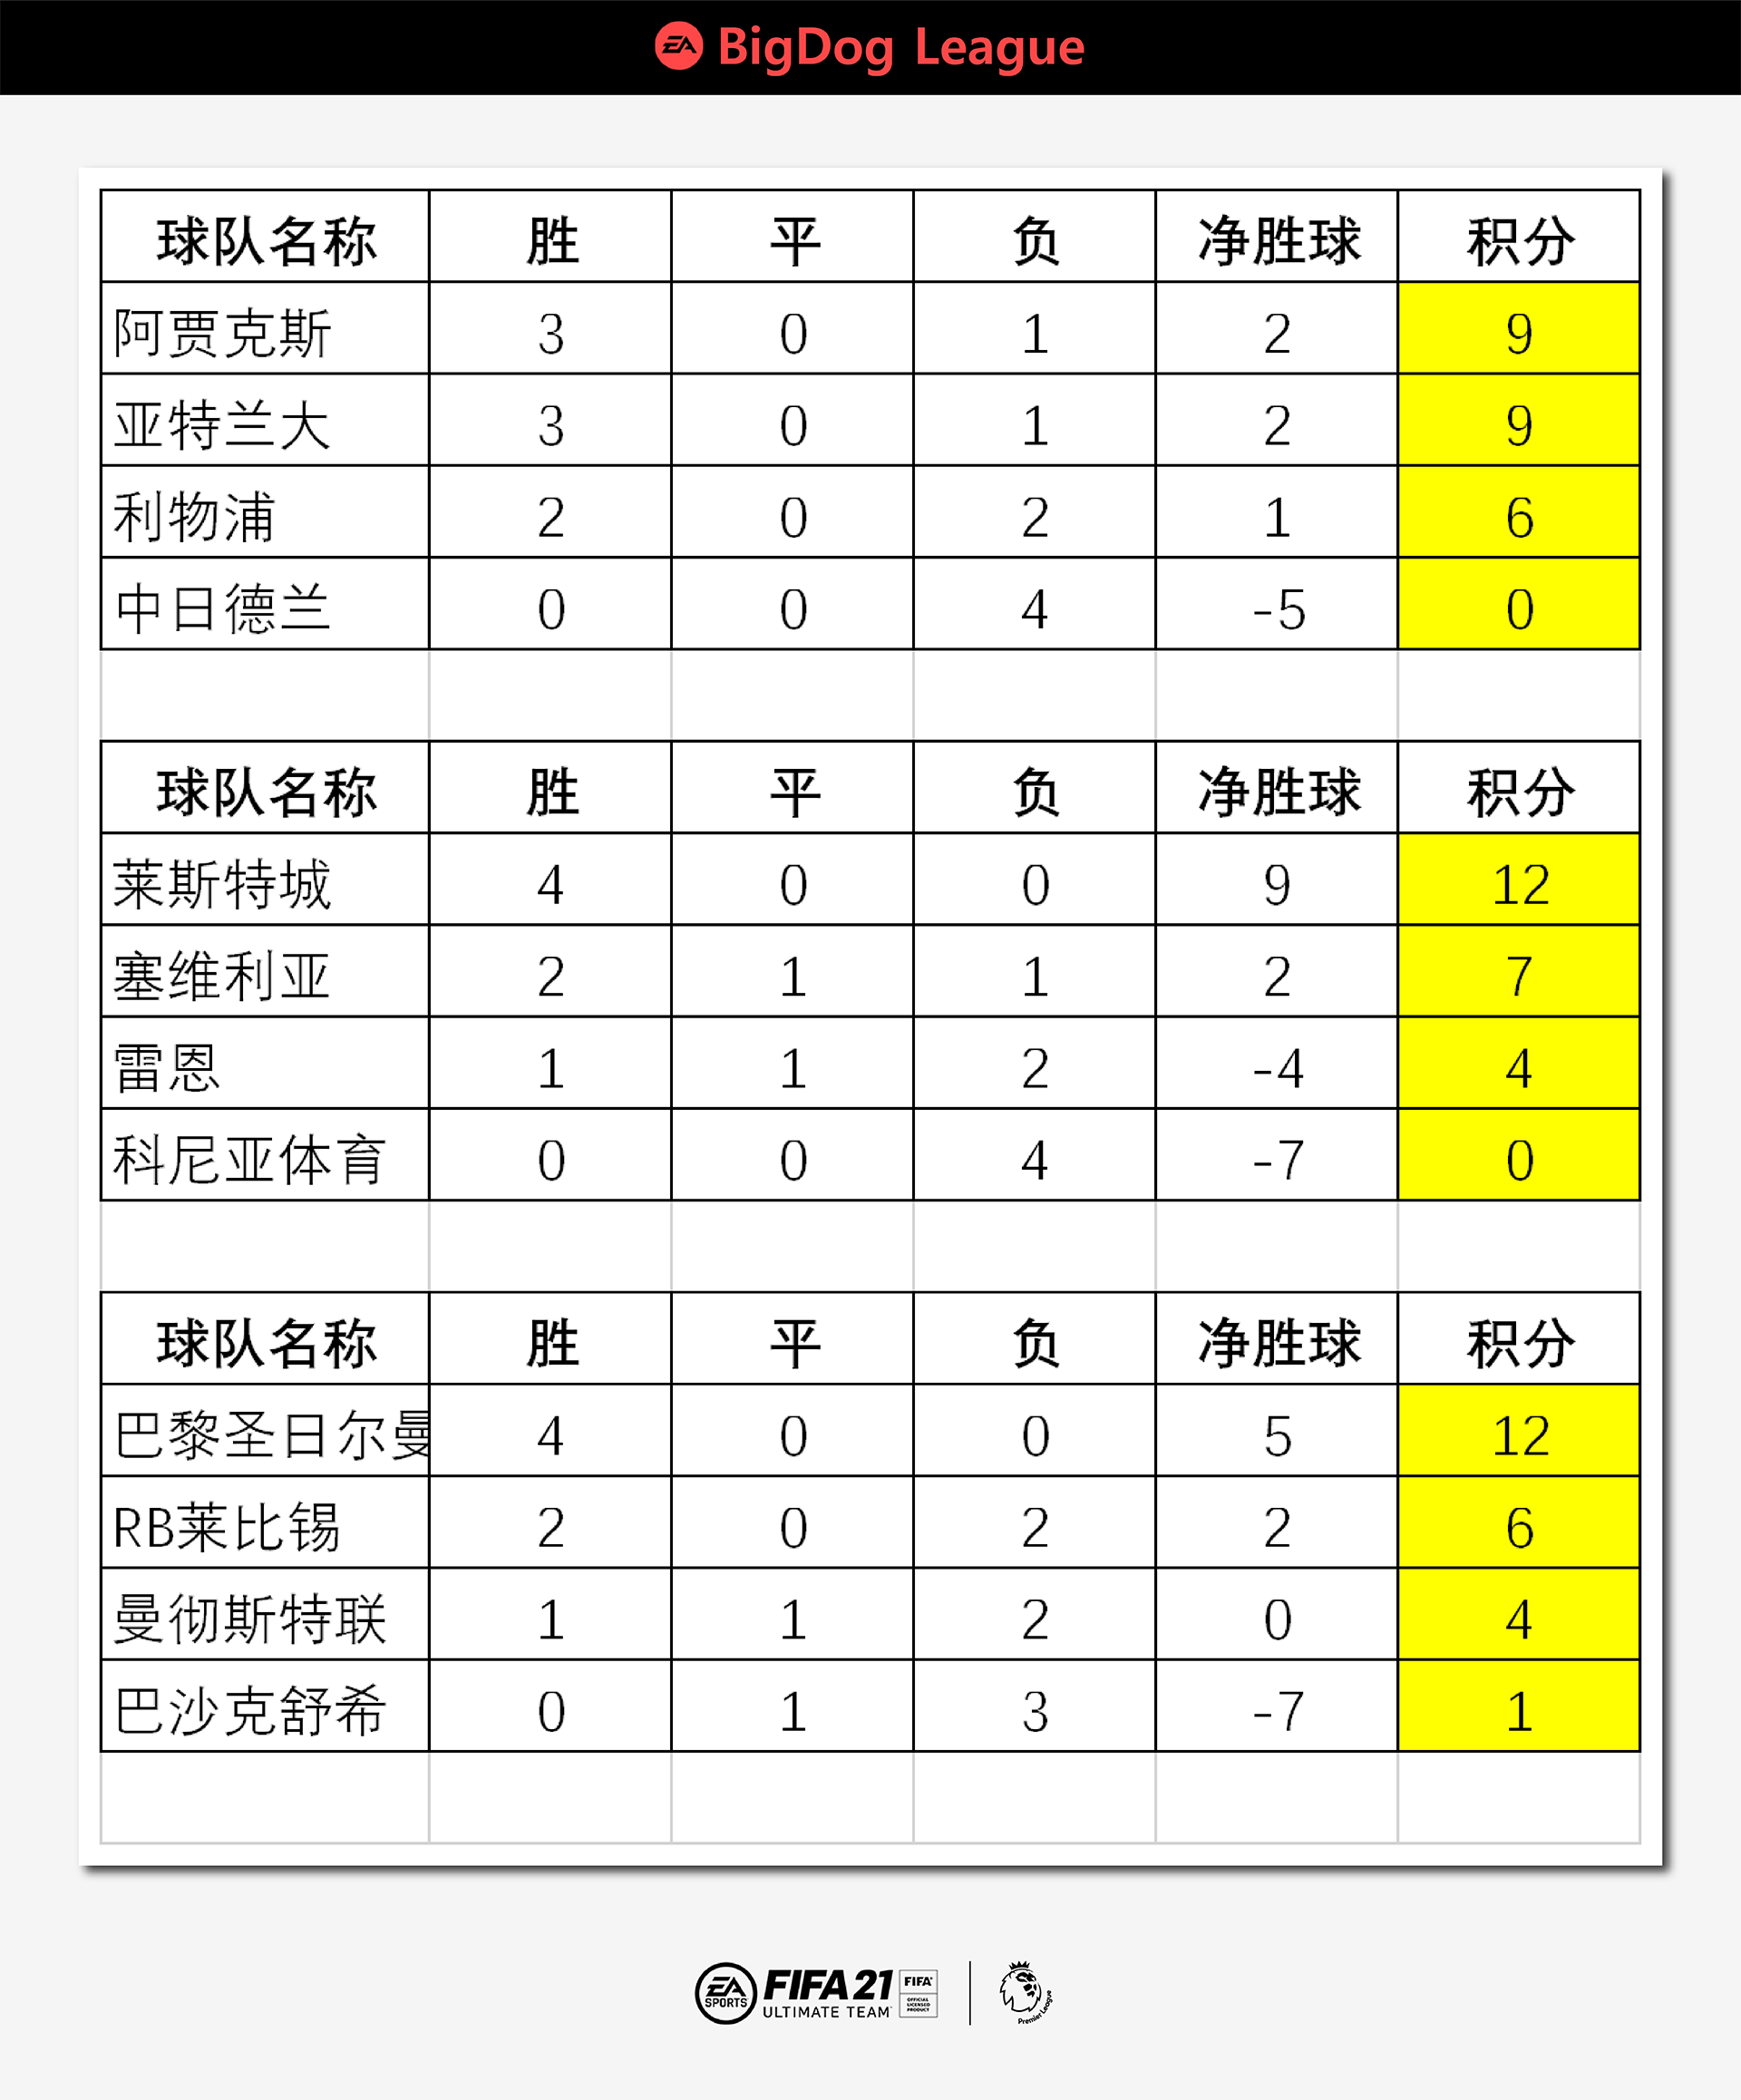 EA BigDog League
球队名称 胜 平 负 净胜球 积分
阿贾克斯 3 0 1 2 9
亚特兰大 3 0 1 2 9
利物浦 2 0 2 1 6
中日德兰 0 0 4 -5 0
球队名称 胜 平 负 净胜球 积分
莱斯特城 4 0 0 9 12
塞维利亚 2 1 1 2 7
雷恩 1 1 2 -4 4
科尼亚体育 0 0 4 -7 0
球队名称 胜 平 负 净胜球 积分
巴黎圣日尔曼 4 0 0 5 12
RB莱比锡 2 0 2 2 6
曼彻斯特联 1 1 2 0 4
巴沙克舒希 0 1 3 -7 1
EA SPORTS FIFA 21 ULTIMATE TEAM
FIFA OFFICIAL LICENSED PRODUCT
Premier League